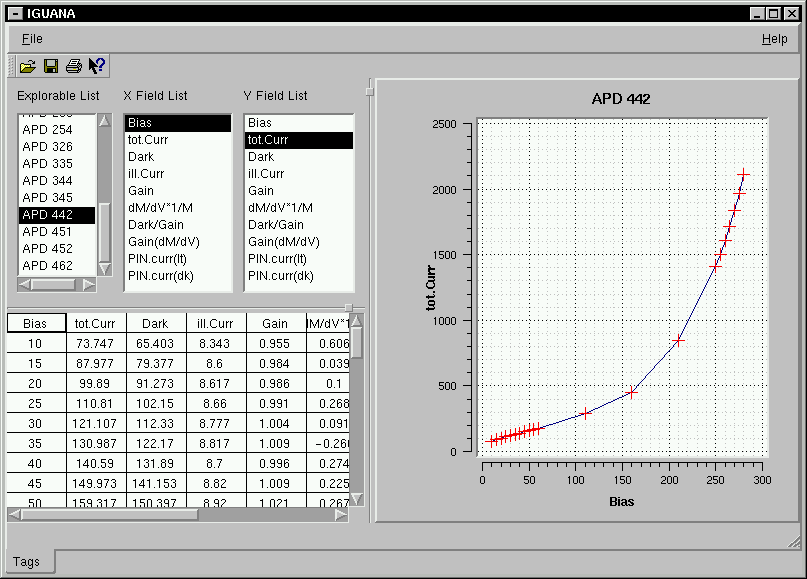 IGUANA
File Help
Explorable List X Field List Y Field List
APD 254
APD 326
APD 335
APD 344
APD 345
APD 442
APD 451
APD 452
APD 462
Bias
tot.Curr
Dark
ill.Curr
Gain
dM/dV*1/M
Dark/Gain
Gain(dM/dV)
PIN.curr(lt)
PIN.curr(dk)
Bias
tot.Curr
Dark
ill.Curr
Gain
dM/dV*1/M
Dark/Gain
Gain(dM/dV)
PIN.curr(lt)
PIN.curr(dk)
Bias tot.Curr Dark ill.Curr Gain IM/dV*1
10 73.747 65.403 8.343 0.955 0.606
15 87.977 79.377 8.6 0.984 0.039
20 99.89 91.273 8.617 0.986 0.1
25 110.81 102.15 8.66 0.991 0.268
30 121.107 112.33 8.777 1.004 0.091
35 130.987 122.17 8.817 1.009 -0.260
40 140.59 131.89 8.7 0.996 0.274
45 149.973 141.153 8.82 1.009 0.225
50 159.317 150.397 8.92 1.021 0.267
APD 442
2500
2000
1500
1000
500
0
tot.Curr
0 50 100 150 200 250 300
Bias
Tags